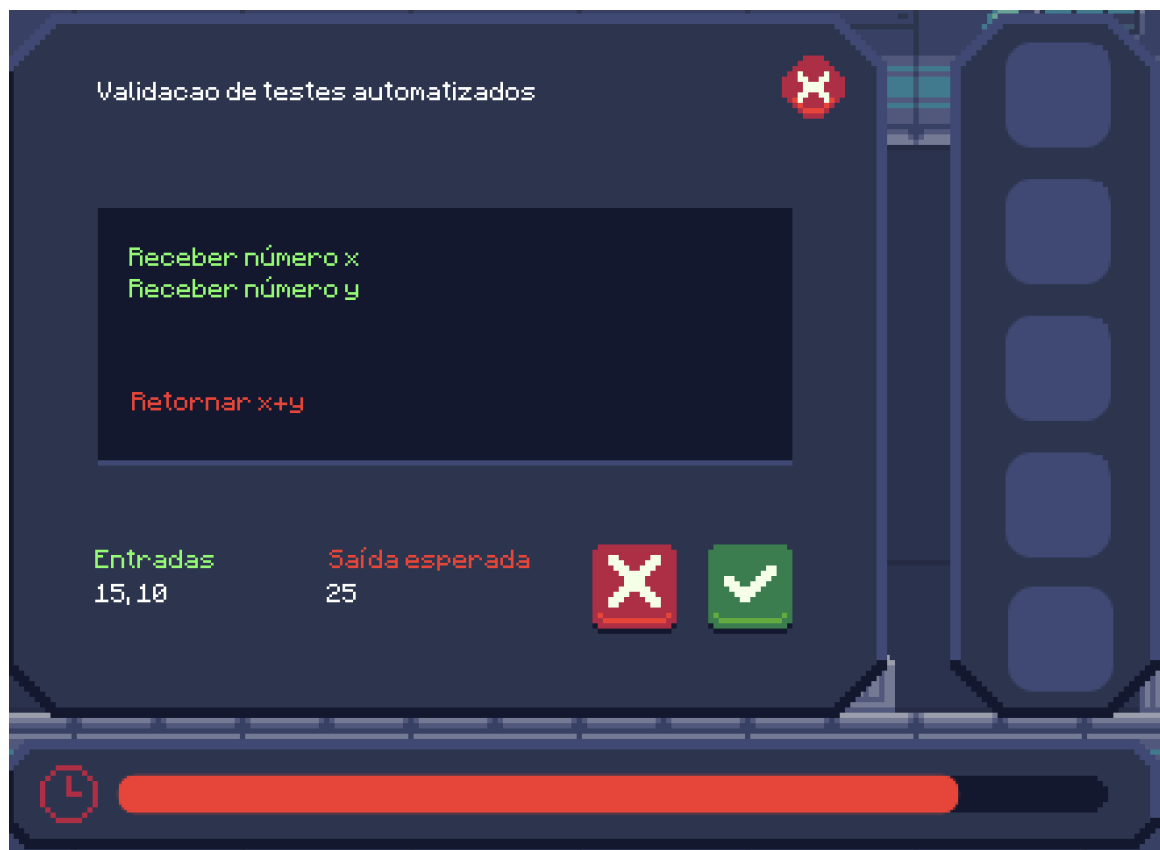 Validacao de testes automatizados
Receber número x
Receber número y
Retornar x+y
Entradas
Saída esperada
15, 10
25